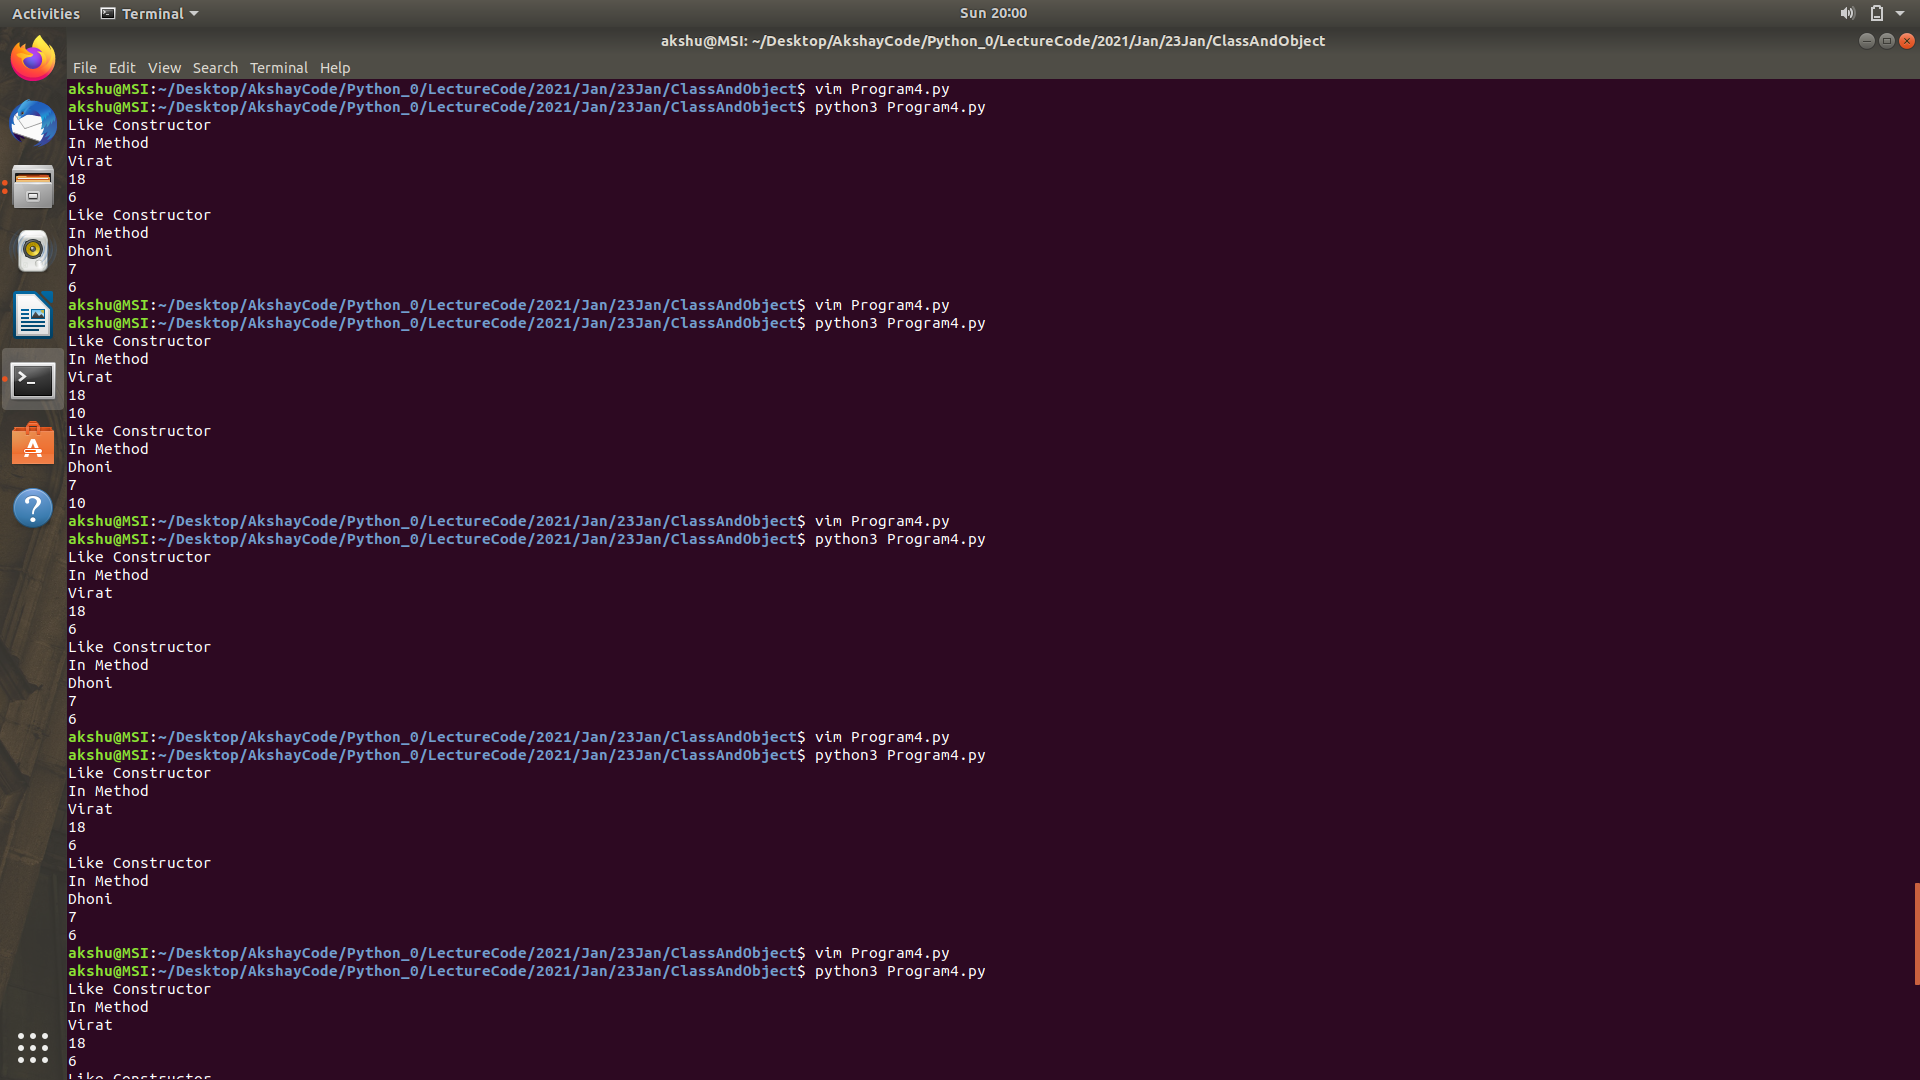 Activities
Terminal
Sun 20:00
akshu@MSI: ~/Desktop/AkshayCode/Python_0/LectureCode/2021/Jan/23Jan/ClassAndObject
File Edit View Search Terminal Help
akshu@MSI:~/Desktop/AkshayCode/Python_0/LectureCode/2021/Jan/23Jan/ClassAndObject$ vim Program4.py
akshu@MSI:~/Desktop/AkshayCode/Python_0/LectureCode/2021/Jan/23Jan/ClassAndObject$ python3 Program4.py
Like Constructor
In Method
Virat
18
6
Like Constructor
In Method
Dhoni
7
6
akshu@MSI:~/Desktop/AkshayCode/Python_0/LectureCode/2021/Jan/23Jan/ClassAndObject$ vim Program4.py
akshu@MSI:~/Desktop/AkshayCode/Python_0/LectureCode/2021/Jan/23Jan/ClassAndObject$ python3 Program4.py
Like Constructor
In Method
Virat
18
10
Like Constructor
In Method
Dhoni
7
10
akshu@MSI:~/Desktop/AkshayCode/Python_0/LectureCode/2021/Jan/23Jan/ClassAndObject$ vim Program4.py
akshu@MSI:~/Desktop/AkshayCode/Python_0/LectureCode/2021/Jan/23Jan/ClassAndObject$ python3 Program4.py
Like Constructor
In Method
Virat
18
6
Like Constructor
In Method
Dhoni
7
6
akshu@MSI:~/Desktop/AkshayCode/Python_0/LectureCode/2021/Jan/23Jan/ClassAndObject$ vim Program4.py
akshu@MSI:~/Desktop/AkshayCode/Python_0/LectureCode/2021/Jan/23Jan/ClassAndObject$ python3 Program4.py
Like Constructor
In Method
Virat
18
6
Like Constructor
In Method
Dhoni
7
6
akshu@MSI:~/Desktop/AkshayCode/Python_0/LectureCode/2021/Jan/23Jan/ClassAndObject$ vim Program4.py
akshu@MSI:~/Desktop/AkshayCode/Python_0/LectureCode/2021/Jan/23Jan/ClassAndObject$ python3 Program4.py
Like Constructor
In Method
Virat
18
6
Like Constructor